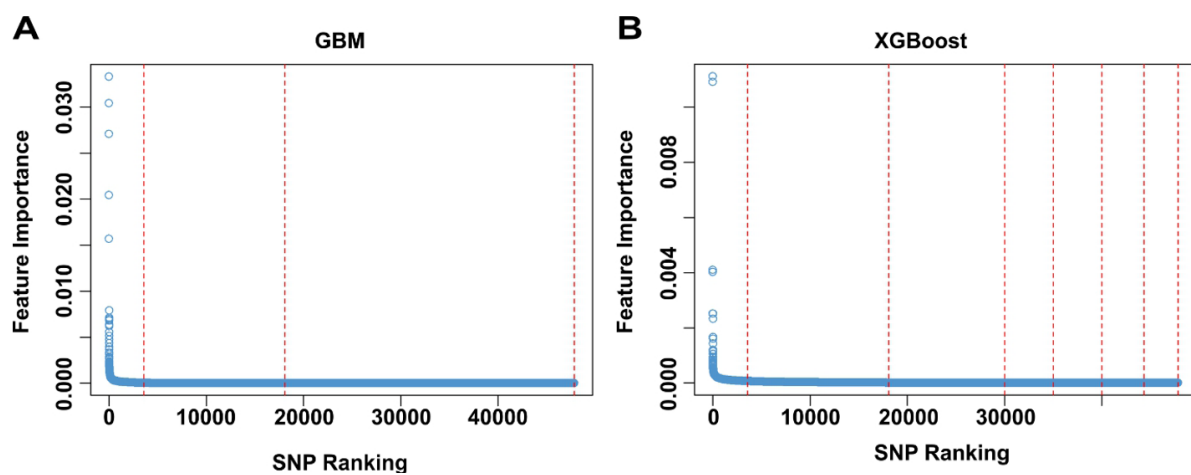 A
GBM
Feature Importance
0.030
0.020
0.010
0.000
0 10000 20000 30000 40000
SNP Ranking
B
XGBoost
Feature Importance
0.008
0.004
0.000
0 10000 20000 30000
SNP Ranking